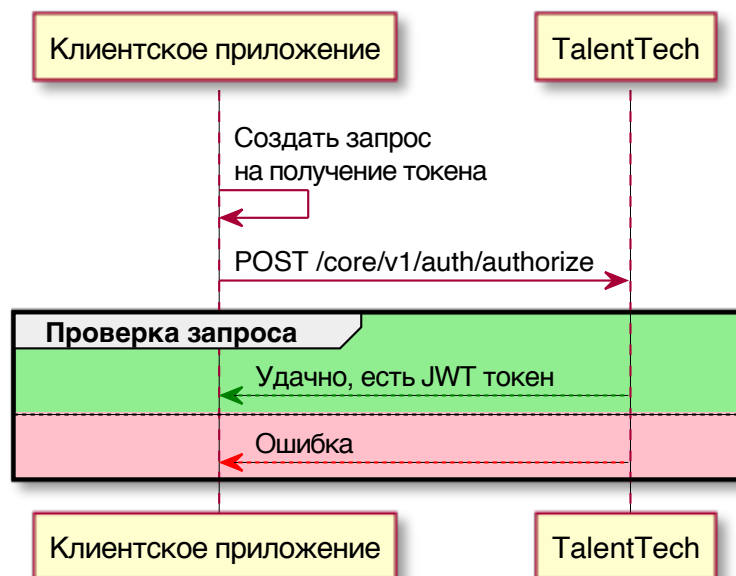 Клиентское приложение
TalentTech
Создать запрос
на получение токена
POST /core/v1/auth/authorize
Проверка запроса
Удачно, есть JWT токен
Ошибка
Клиентское приложение
TalentTech